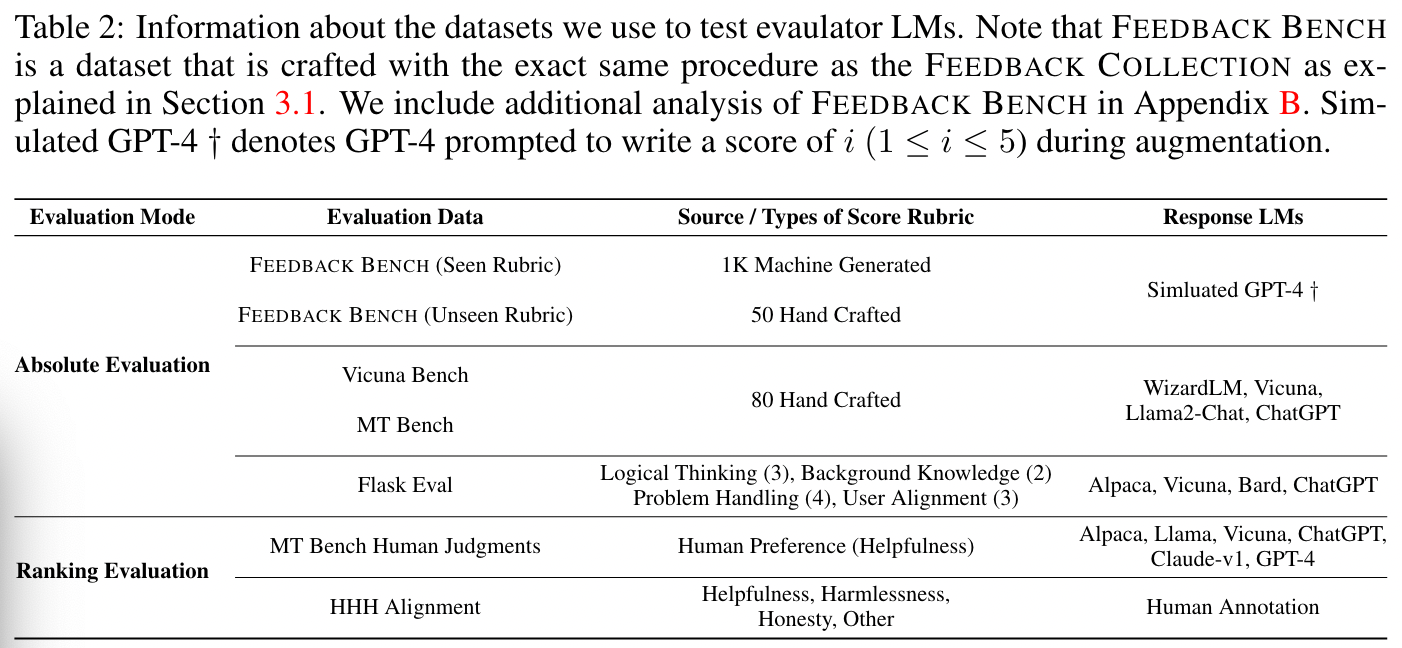 Table 2: Information about the datasets we use to test evaulator LMs. Note that FEEDBACK BENCH
is a dataset that is crafted with the exact same procedure as the FEEDBACK COLLECTION as ex-
plained in Section 3.1. We include additional analysis of FEEDBACK BENCH in Appendix B. Sim-
ulated GPT-4 † denotes GPT-4 prompted to write a score of i (1 ≤ i ≤ 5) during augmentation.
Evaluation Mode Evaluation Data Source / Types of Score Rubric Response LMs
FEEDBACK BENCH (Seen Rubric) 1K Machine Generated
Simluated GPT-4 †
FEEDBACK BENCH (Unseen Rubric) 50 Hand Crafted
Absolute Evaluation
Vicuna Bench
80 Hand Crafted
WizardLM, Vicuna,
Llama2-Chat, ChatGPT
MT Bench
Flask Eval
Logical Thinking (3), Background Knowledge (2)
Problem Handling (4), User Alignment (3)
Alpaca, Vicuna, Bard, ChatGPT
Ranking Evaluation
MT Bench Human Judgments
Human Preference (Helpfulness)
Alpaca, Llama, Vicuna, ChatGPT,
Claude-v1, GPT-4
HHH Alignment
Helpfulness, Harmlessness,
Honesty, Other
Human Annotation